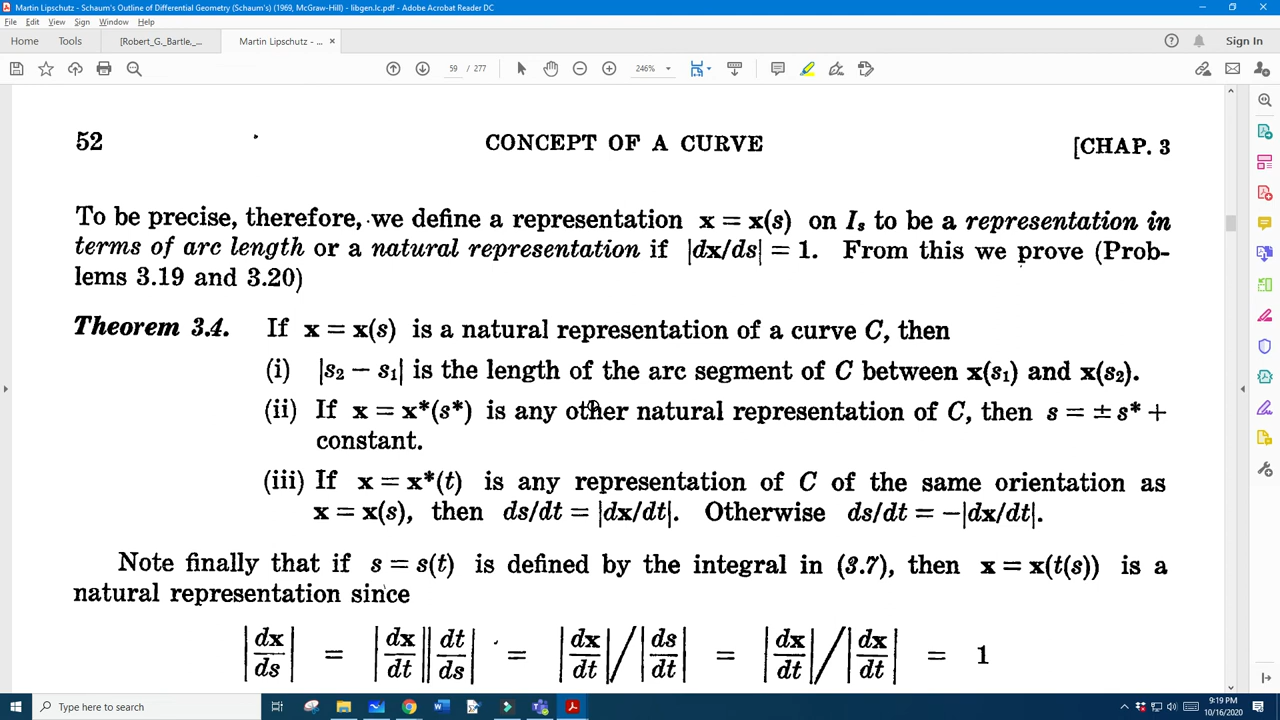 Martin Lipschutz - Schaum's Outline of Differential Geometry (Schaum's) (1969, McGraw-Hill) - libgen.lc.pdf - Adobe Acrobat Reader DC
File Edit View Sign Window Help
Home Tools [Robert_G._Bartle,_... Martin Lipschutz - ... × Sign In
59 / 277 246%
52 CONCEPT OF A CURVE [CHAP. 3
To be precise, therefore, we define a representation x = x(s) on Iₛ to be a representation in
terms of arc length or a natural representation if |dx/ds| = 1. From this we prove (Prob-
lems 3.19 and 3.20)
Theorem 3.4. If x = x(s) is a natural representation of a curve C, then
(i) |s₂ − s₁| is the length of the arc segment of C between x(s₁) and x(s₂).
(ii) If x = x*(s*) is any other natural representation of C, then s = ± s* +
constant.
(iii) If x = x*(t) is any representation of C of the same orientation as
x = x(s), then ds/dt = |dx/dt|. Otherwise ds/dt = −|dx/dt|.
Note finally that if s = s(t) is defined by the integral in (3.7), then x = x(t(s)) is a
natural representation since
|dx/ds| = |dx/dt||dt/ds| = |dx/dt| / |ds/dt| = |dx/dt| / |dx/dt| = 1
Type here to search
9:19 PM
10/16/2020